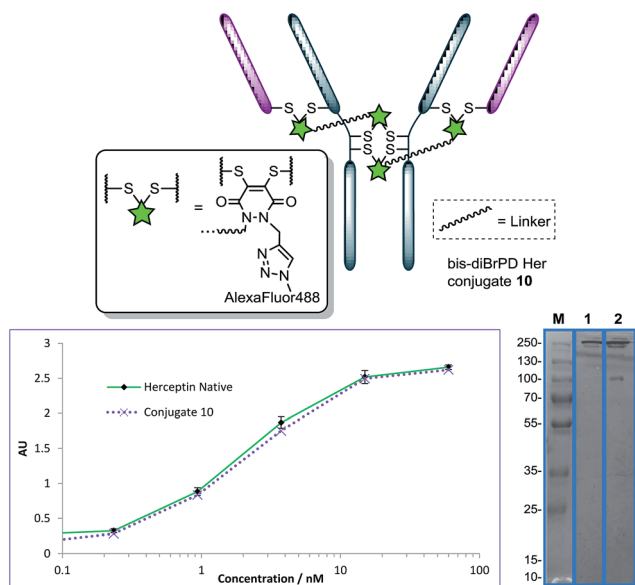 S S S S
S S
S S
S S = S S
O N N O
N N N
AlexaFluor488
= Linker
bis-diBrPD Her
conjugate 10
3
2.5
2
1.5
1
0.5
0
AU
Herceptin Native
Conjugate 10
0.1 1 10 100
Concentration / nM
M 1 2
250-
130-
100-
70-
55-
35-
25-
15-
10-